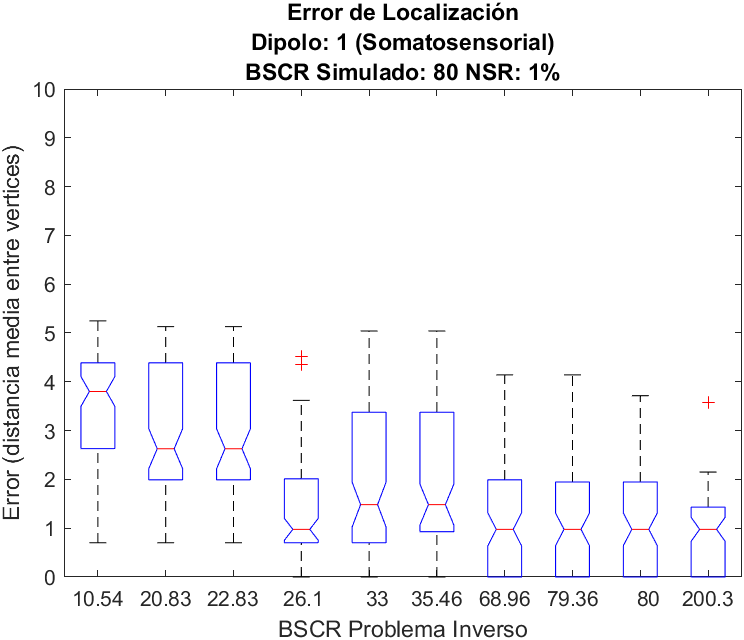 Error de Localización
Dipolo: 1 (Somatosensorial)
BSCR Simulado: 80 NSR: 1%
Error (distancia media entre vertices)
10
9
8
7
6
5
4
3
2
1
0
10.54 20.83 22.83 26.1 33 35.46 68.96 79.36 80 200.3
BSCR Problema Inverso